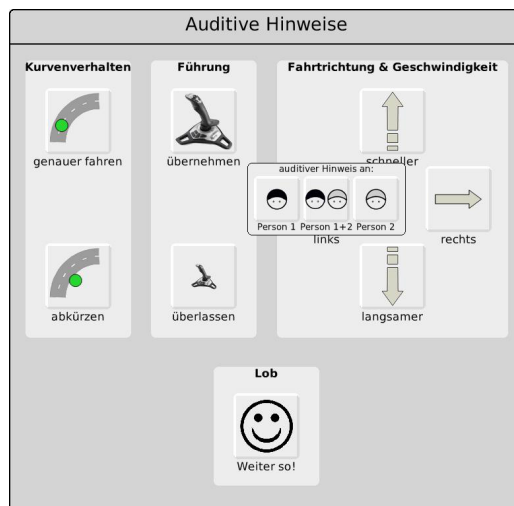 Auditive Hinweise
Kurvenverhalten
Führung
Fahrtrichtung & Geschwindigkeit
genauer fahren
übernehmen
schneller
auditiver Hinweis an:
Person 1
Person 1+2
Person 2
links
rechts
abkürzen
überlassen
langsamer
Lob
Weiter so!